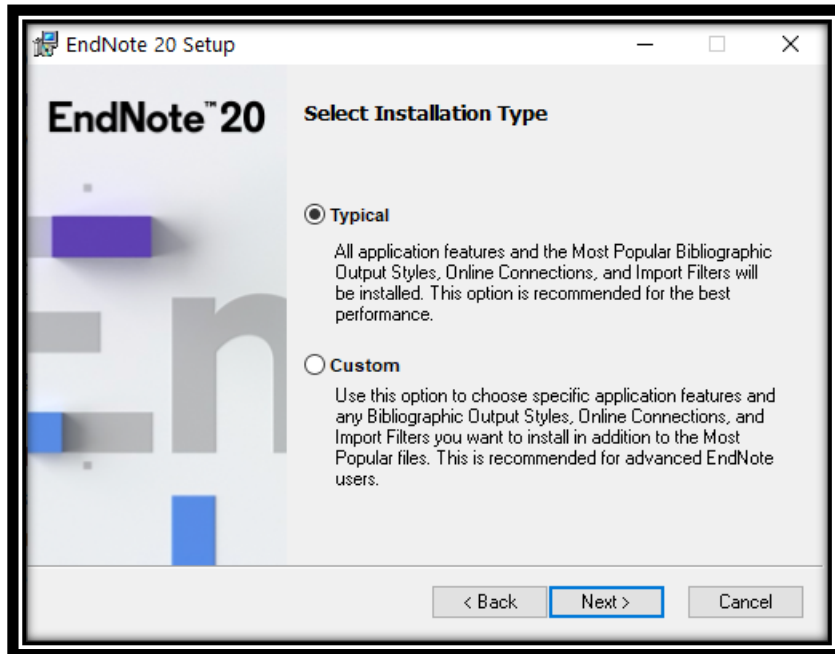 EndNote 20 Setup
EndNote™20
Select Installation Type
Typical
All application features and the Most Popular Bibliographic
Output Styles, Online Connections, and Import Filters will
be installed. This option is recommended for the best
performance.
Custom
Use this option to choose specific application features and
any Bibliographic Output Styles, Online Connections, and
Import Filters you want to install in addition to the Most
Popular files. This is recommended for advanced EndNote
users.
< Back
Next >
Cancel